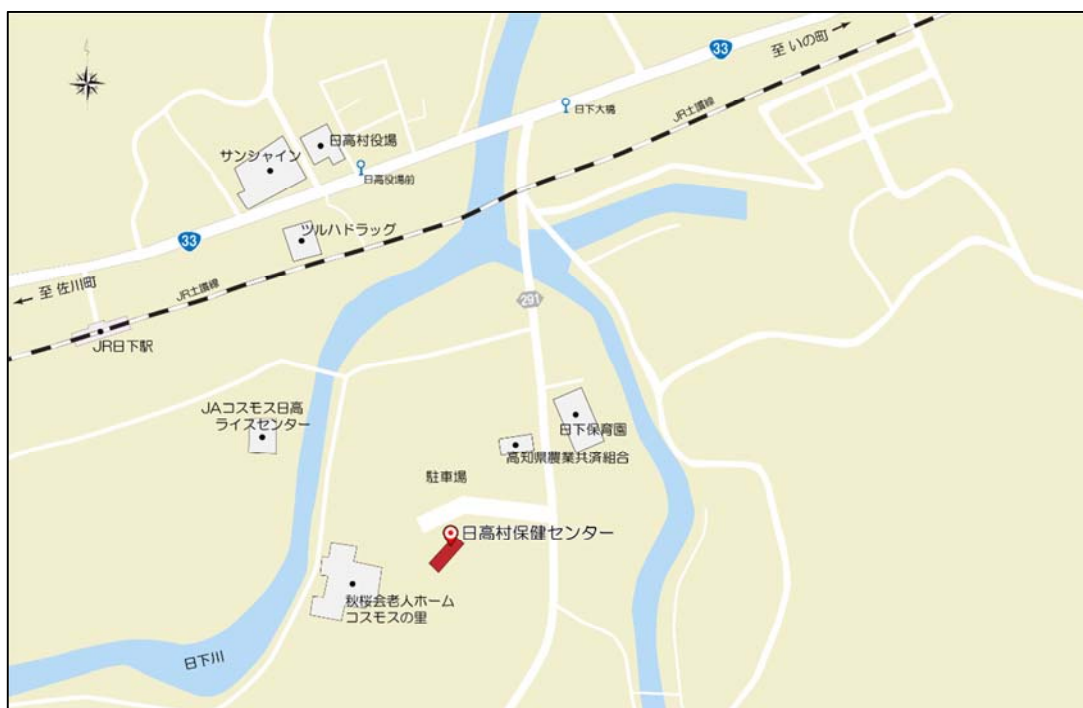 33
至 いの町
JR土讃線
日下大橋
日高村役場
サンシャイン
日高役場前
ツルハドラッグ
33
至 佐川町
JR土讃線
291
JR日下駅
JAコスモス日高
ライスセンター
日下保育園
高知県農業共済組合
駐車場
日高村保健センター
秋桜会老人ホーム
コスモスの里
日下川